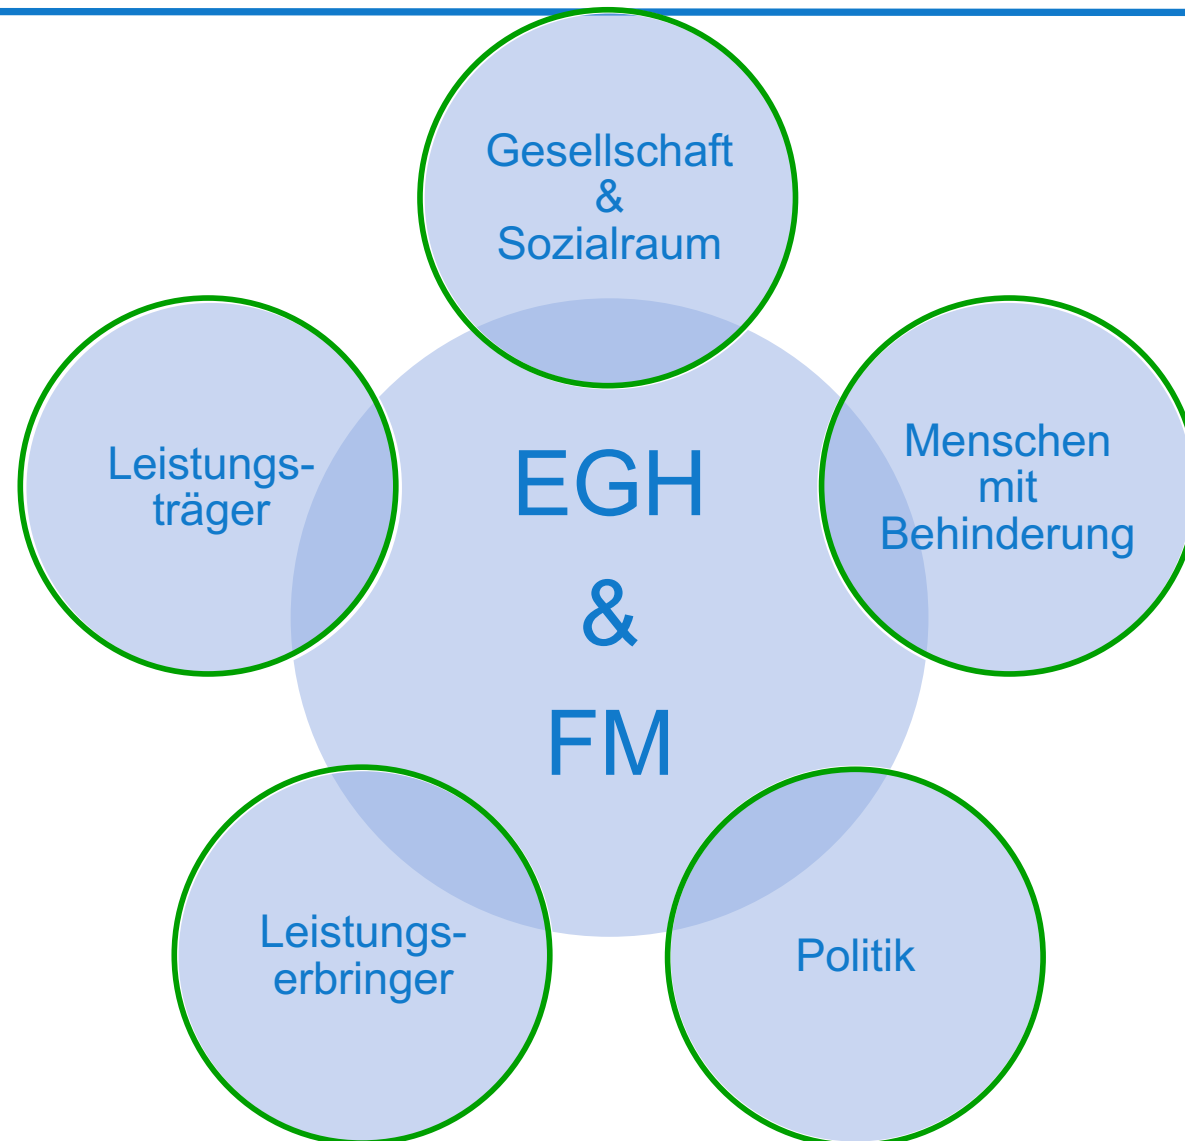 Gesellschaft
&
Sozialraum
Menschen
mit
Behinderung
Politik
Leistungs-
erbringer
Leistungs-
träger
EGH
&
FM